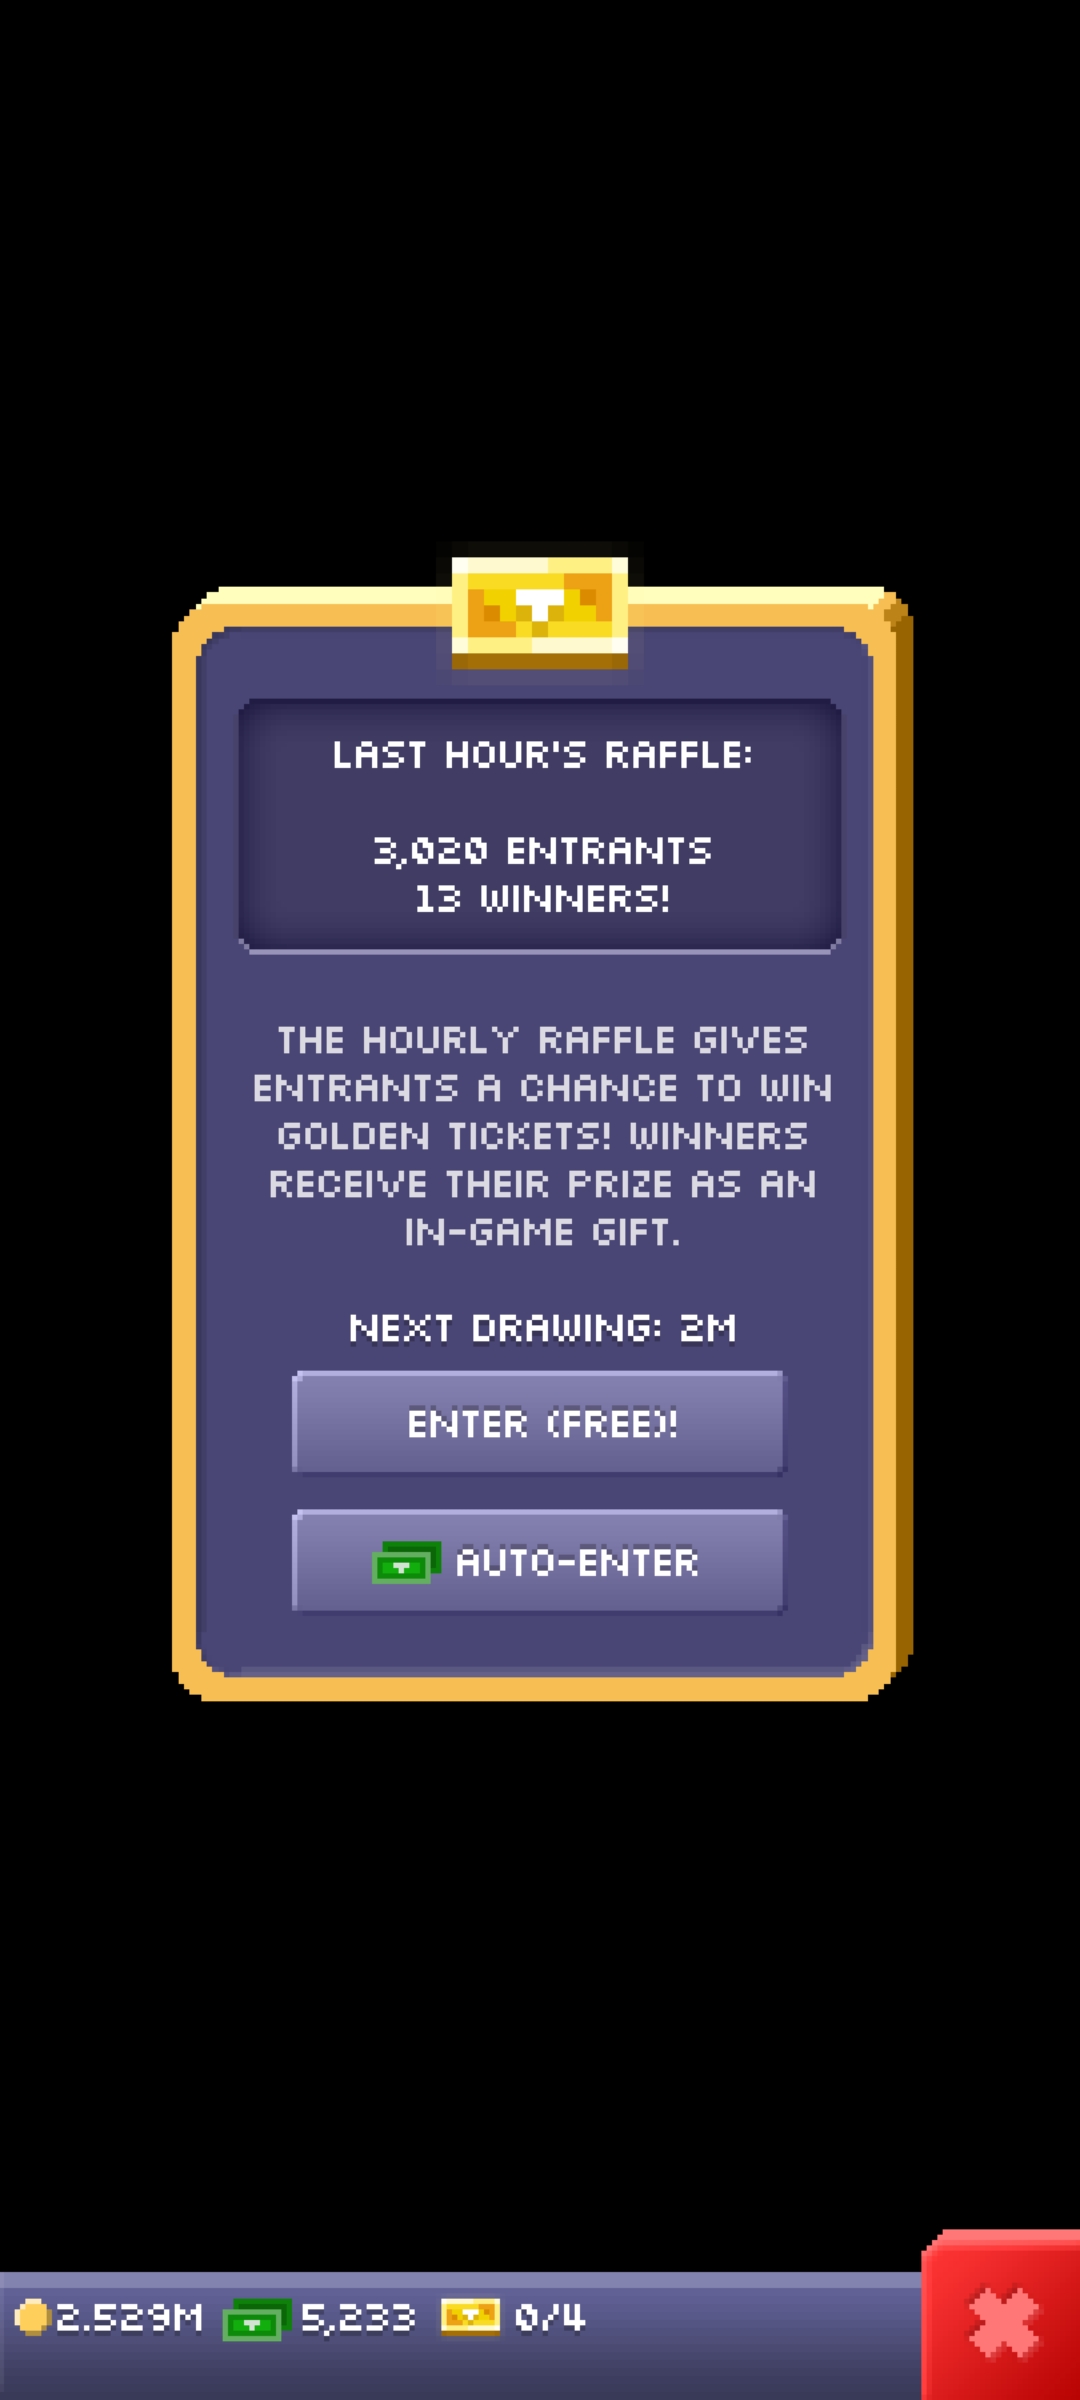 LAST HOUR'S RAFFLE:
3,020 ENTRANTS
13 WINNERS!
THE HOURLY RAFFLE GIVES
ENTRANTS A CHANCE TO WIN
GOLDEN TICKETS! WINNERS
RECEIVE THEIR PRIZE AS AN
IN-GAME GIFT.
NEXT DRAWING: 2M
ENTER (FREE)!
AUTO-ENTER
2.529M 5,233 0/4